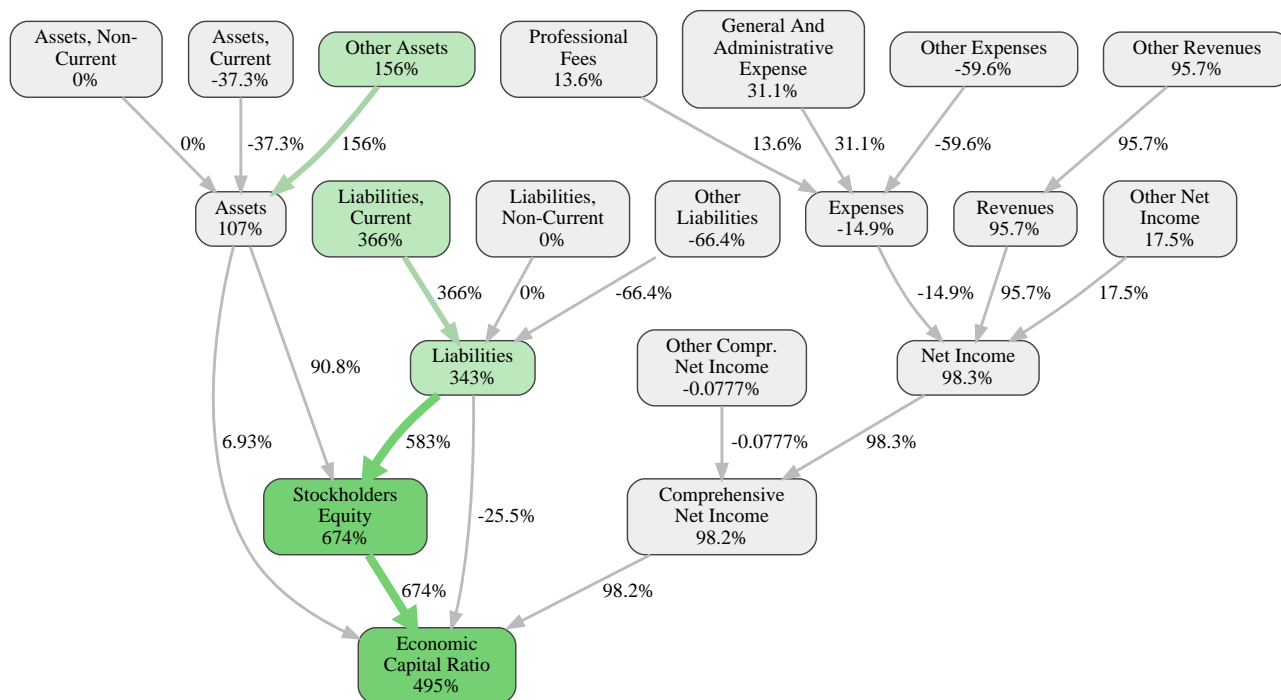 Assets, Non-
Current
0%
Assets,
Current
-37.3%
Other Assets
156%
Professional
Fees
13.6%
General And
Administrative
Expense
31.1%
Other Expenses
-59.6%
Other Revenues
95.7%
0%
-37.3%
156%
13.6%
31.1%
-59.6%
95.7%
Assets
107%
Liabilities,
Current
366%
Liabilities,
Non-Current
0%
Other
Liabilities
-66.4%
Expenses
-14.9%
Revenues
95.7%
Other Net
Income
17.5%
366%
0%
-66.4%
-14.9%
95.7%
17.5%
Liabilities
343%
Other Compr.
Net Income
-0.0777%
Net Income
98.3%
90.8%
6.93%
583%
-0.0777%
98.3%
Stockholders
Equity
674%
-25.5%
Comprehensive
Net Income
98.2%
674%
98.2%
Economic
Capital Ratio
495%